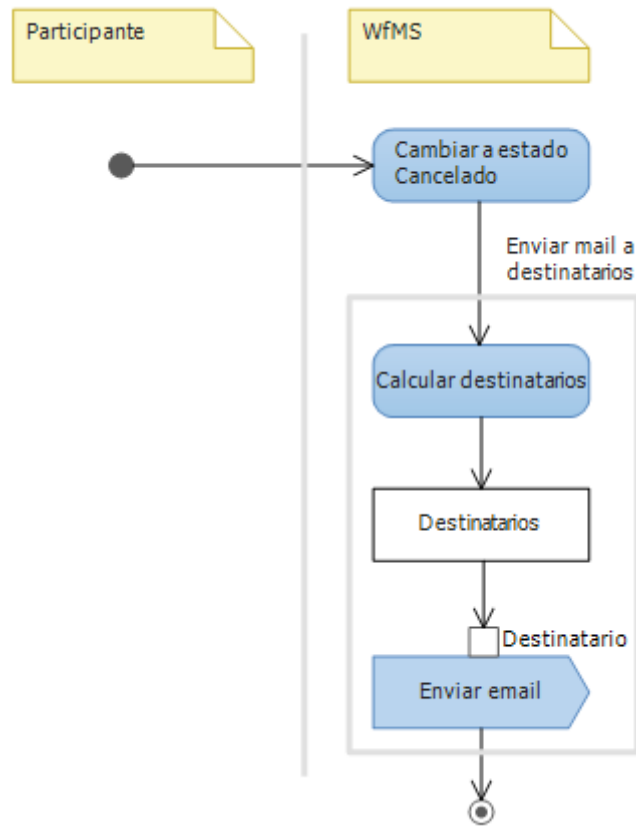 Participante
WfMS
Cambiar a estado
Cancelado
Enviar mail a
destinatarios
Calcular destinatarios
Destinatarios
Destinatario
Enviar email